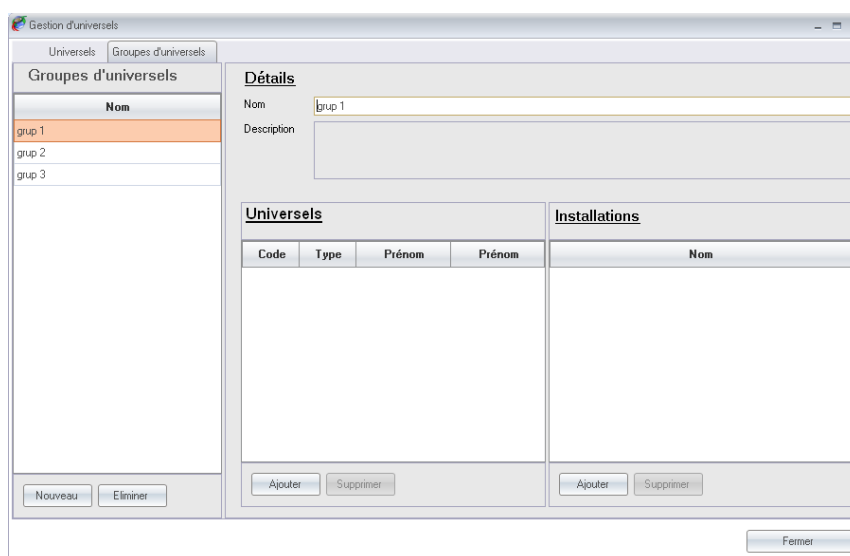 Gestion d'universels
Universels Groupes d'universels
Groupes d'universels
Nom
grup 1
grup 2
grup 3
Nouveau Eliminer
Détails
Nom grup 1
Description
Universels
Code Type Prénom Prénom
Ajouter Supprimer
Installations
Nom
Ajouter Supprimer
Fermer